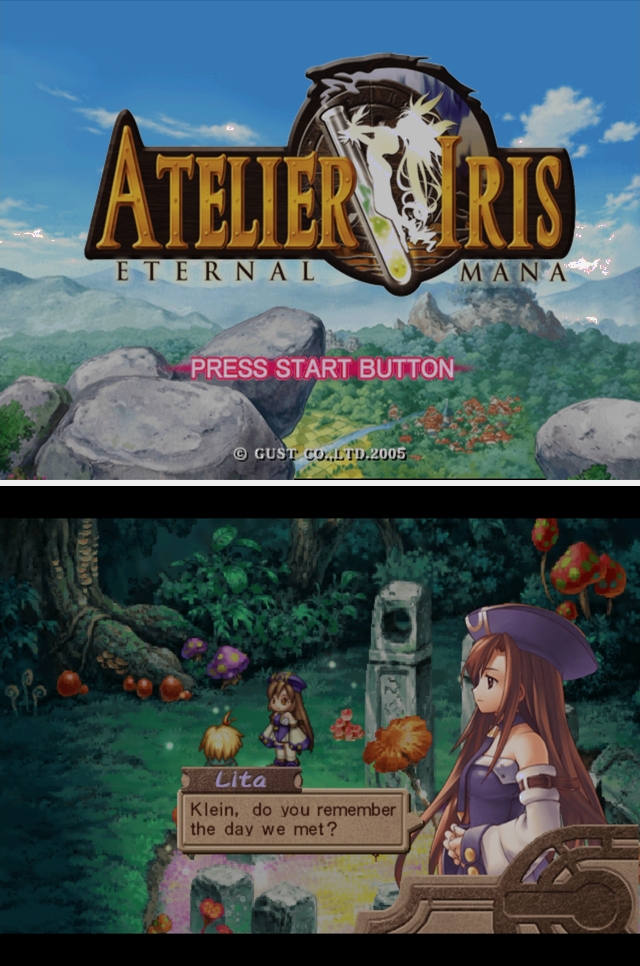 ATELIER IRIS
ETERNAL MANA
PRESS START BUTTON
© GUST CO.,LTD.2005
Lita
Klein, do you remember
the day we met?